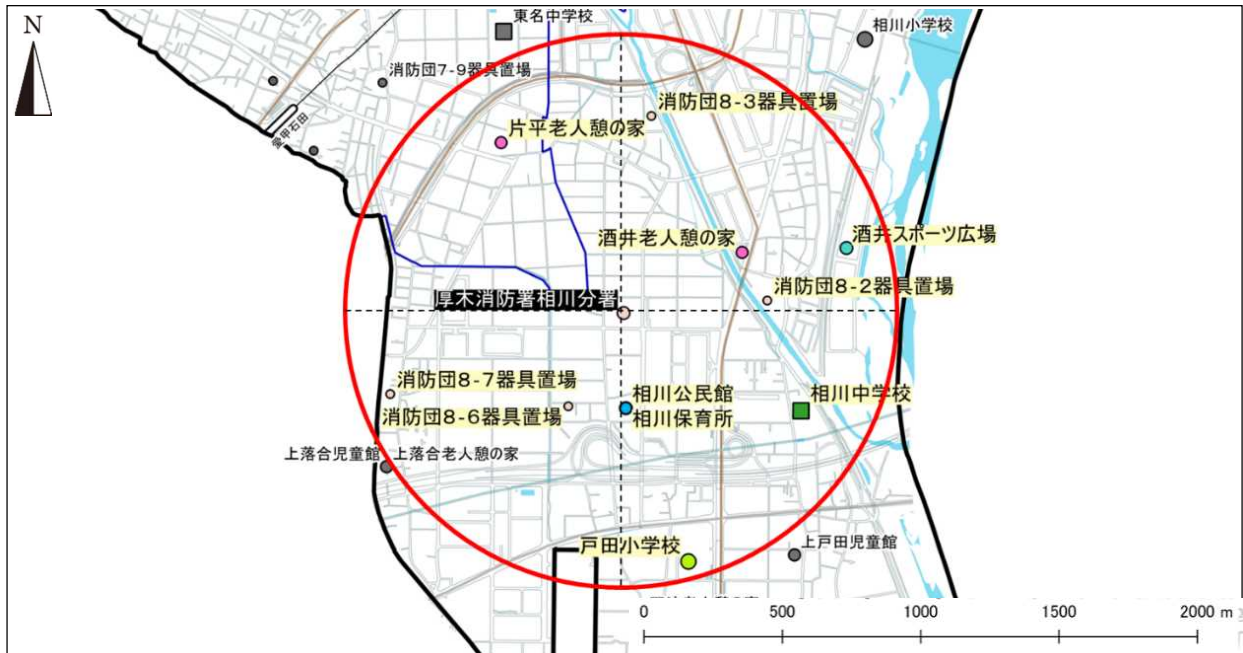 N
東名中学校
相川小学校
消防団7-9器具置場
消防団8-3器具置場
愛甲石田
片平老人憩の家
酒井老人憩の家
酒井スポーツ広場
消防団8-2器具置場
厚木消防署相川分署
消防団8-7器具置場
相川公民館
相川保育所
相川中学校
消防団8-6器具置場
上落合児童館
上落合老人憩の家
戸田小学校
上戸田児童館
0 500 1000 1500 2000 m